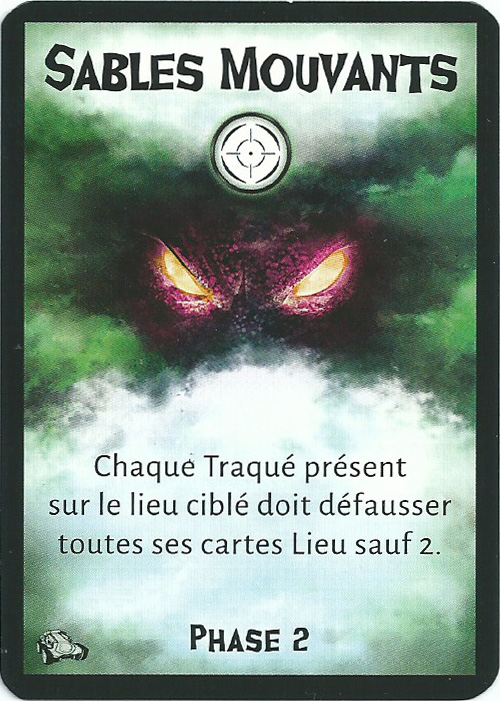 Sables Mouvants
Chaque Traqué présent
sur le lieu ciblé doit défausser
toutes ses cartes Lieu sauf 2.
Phase 2